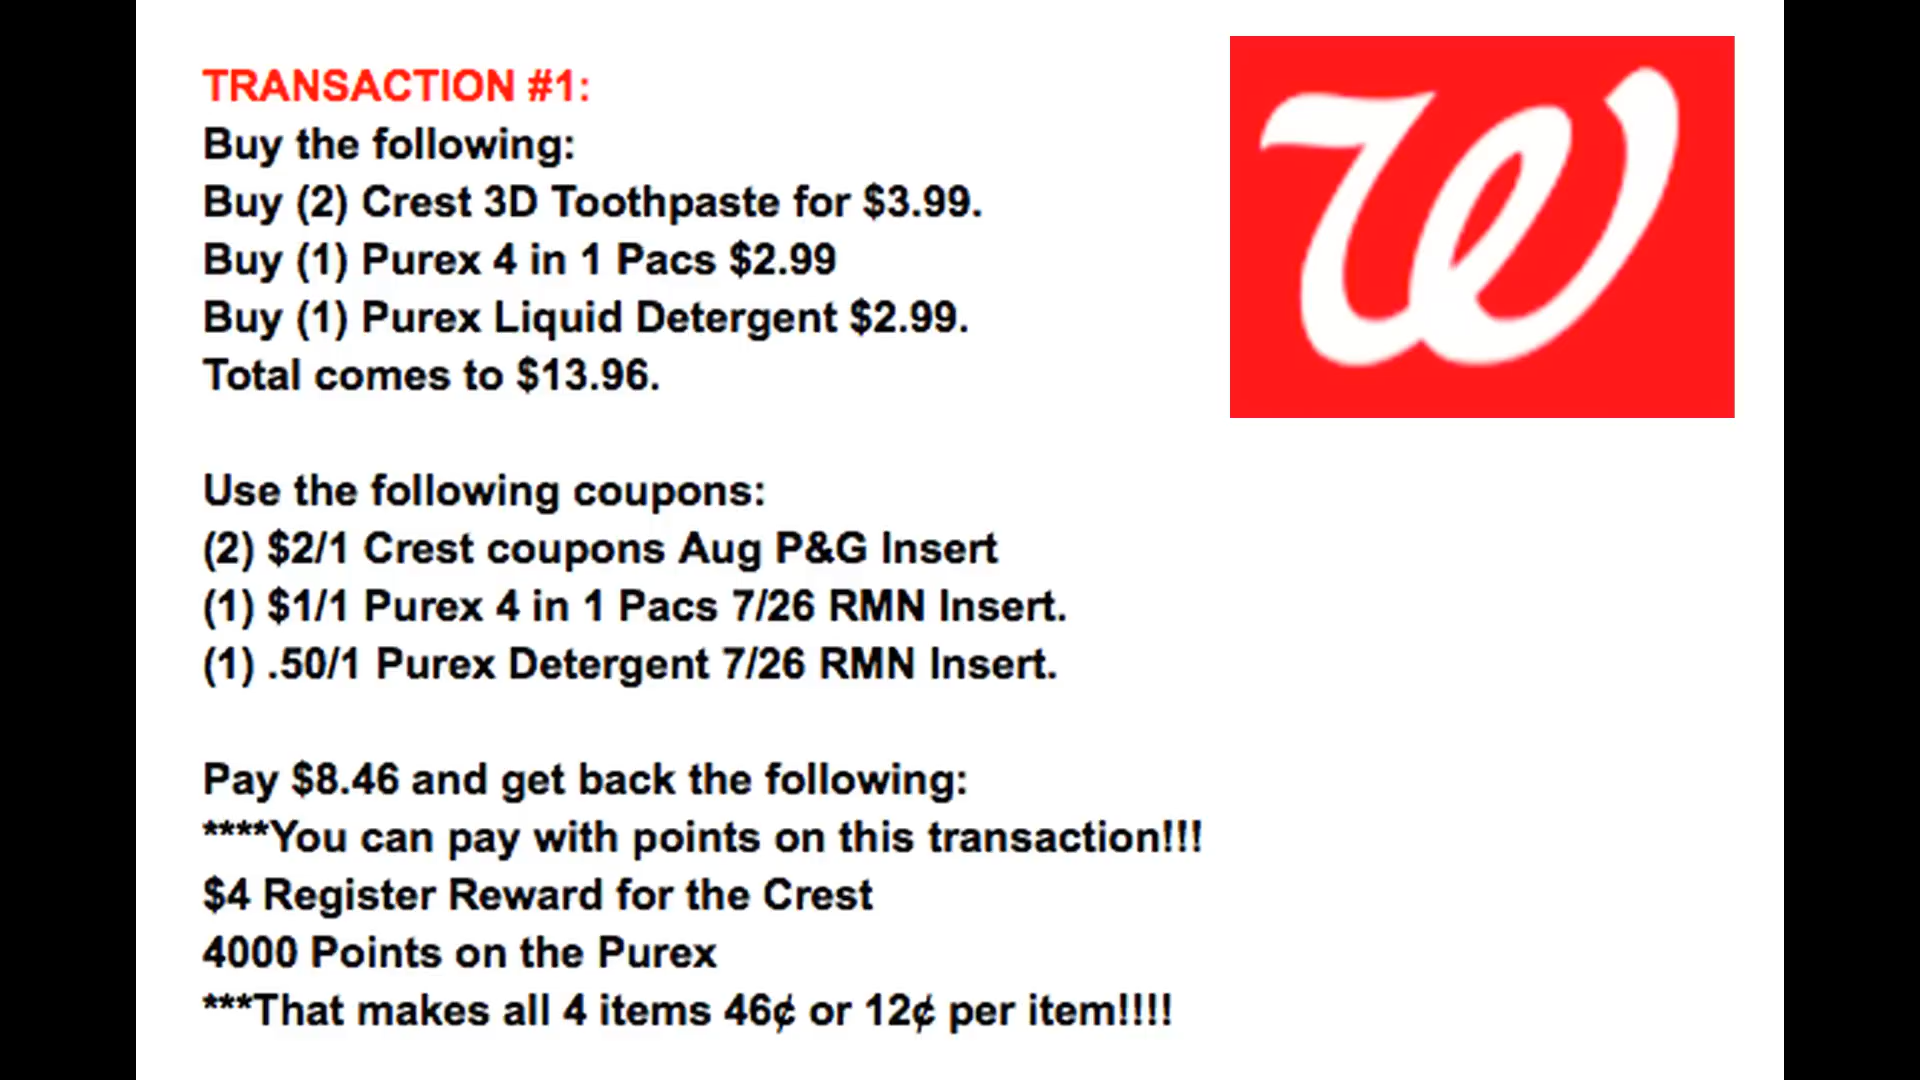 TRANSACTION #1:
Buy the following:
Buy (2) Crest 3D Toothpaste for $3.99.
Buy (1) Purex 4 in 1 Pacs $2.99
Buy (1) Purex Liquid Detergent $2.99.
Total comes to $13.96.
Use the following coupons:
(2) $2/1 Crest coupons Aug P&G Insert
(1) $1/1 Purex 4 in 1 Pacs 7/26 RMN Insert.
(1) .50/1 Purex Detergent 7/26 RMN Insert.
Pay $8.46 and get back the following:
****You can pay with points on this transaction!!!
$4 Register Reward for the Crest
4000 Points on the Purex
***That makes all 4 items 46¢ or 12¢ per item!!!!
W